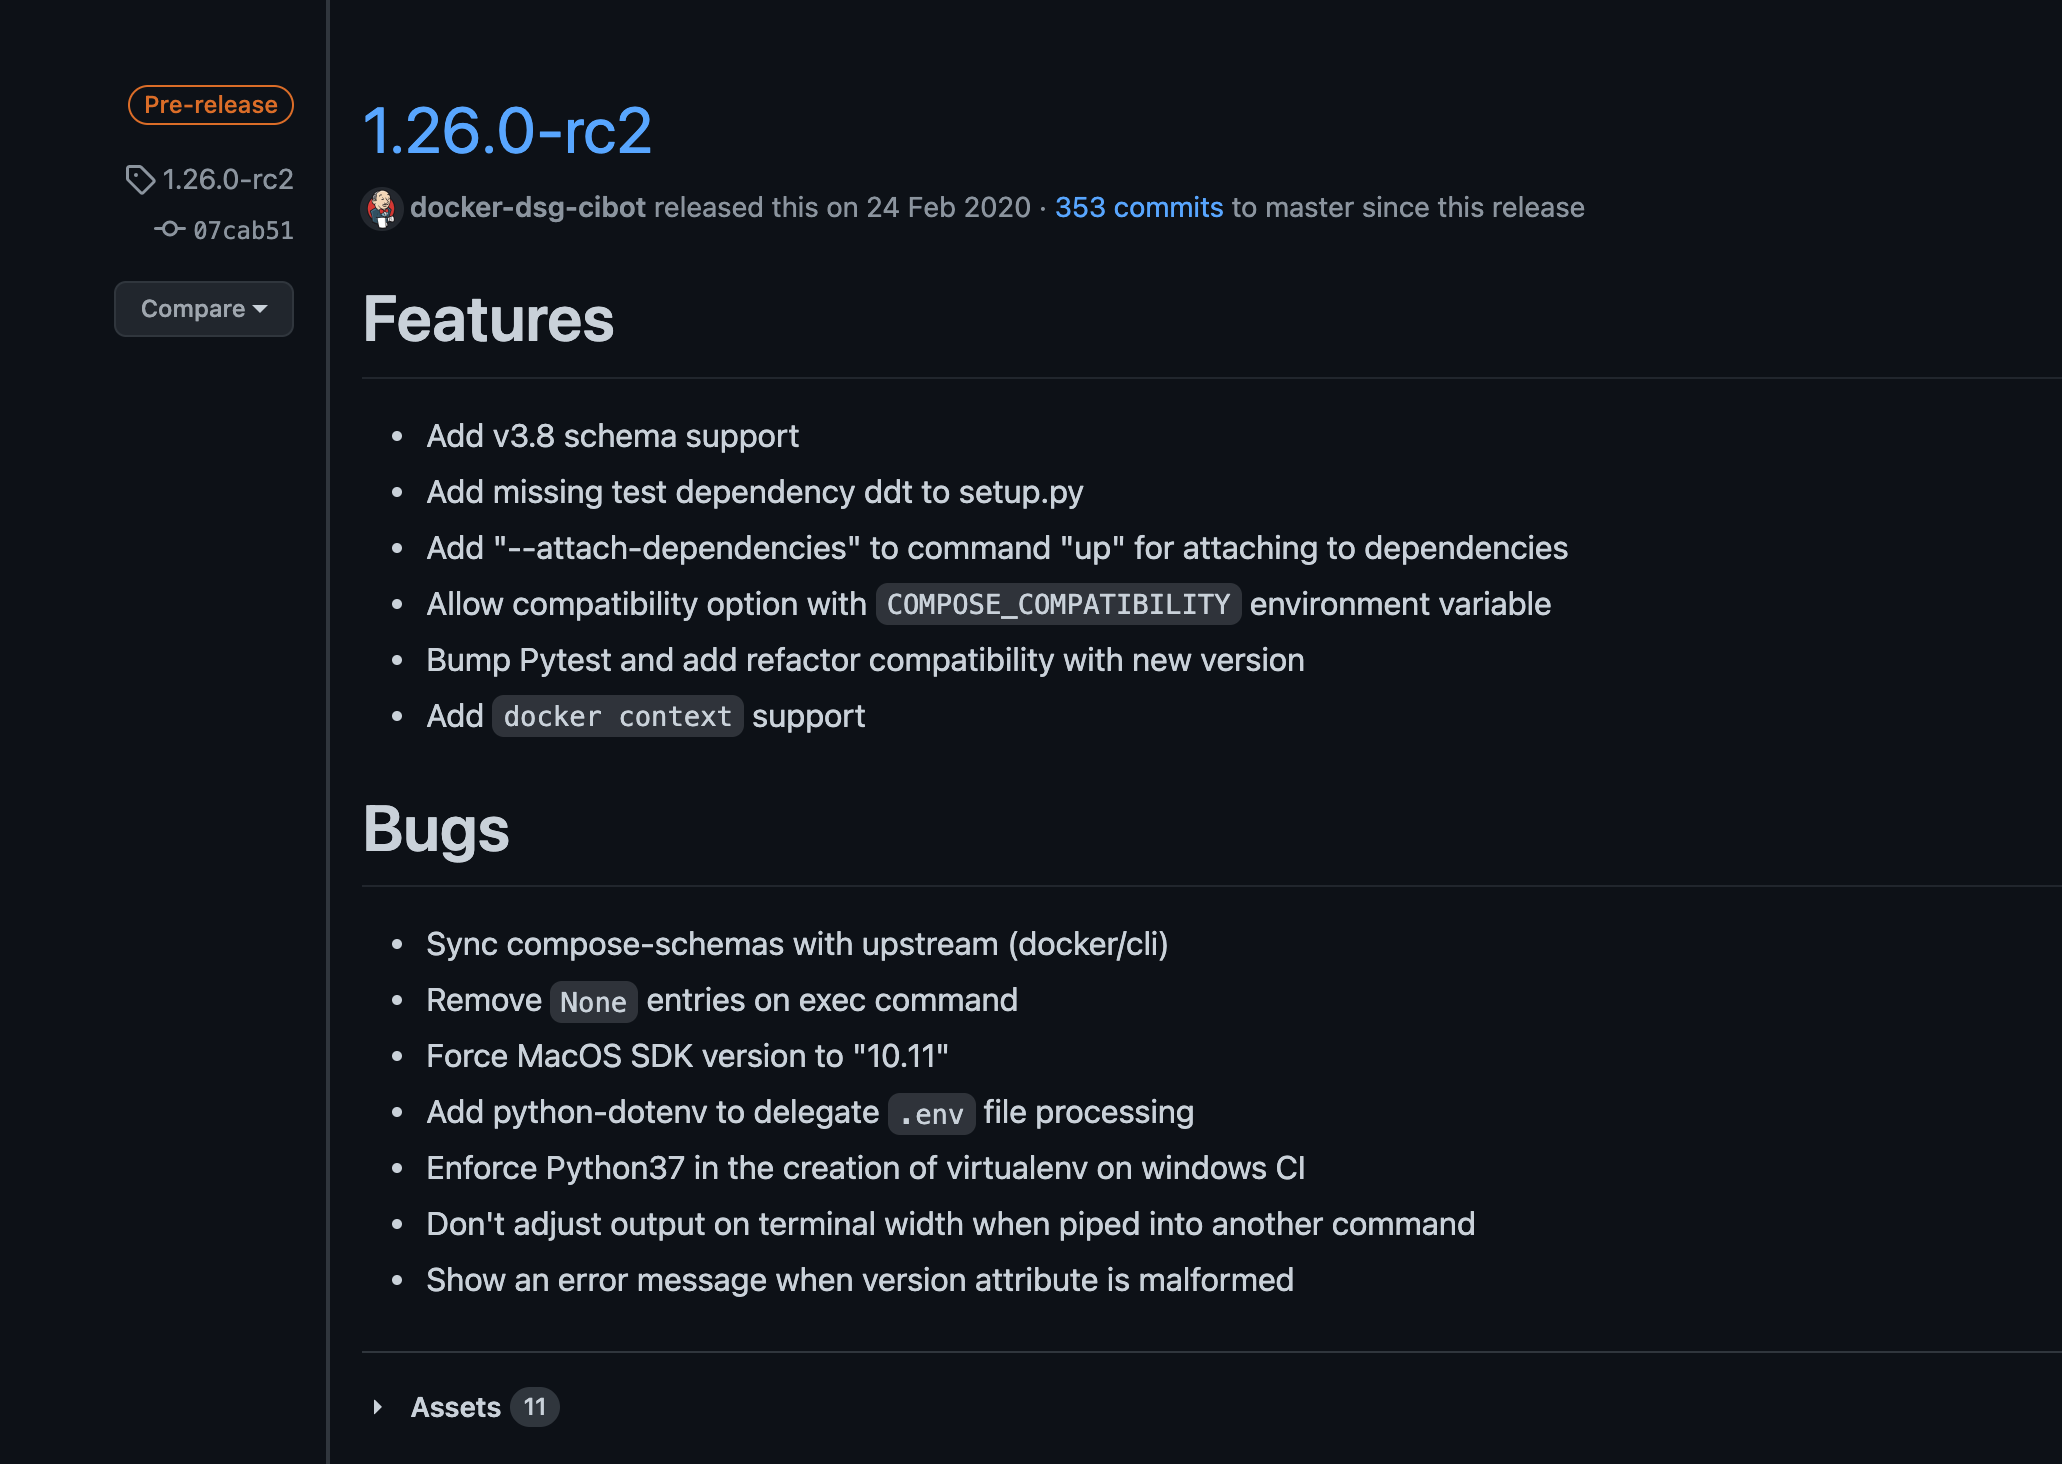 Pre-release
1.26.0-rc2
07cab51
Compare
1.26.0-rc2
docker-dsg-cibot released this on 24 Feb 2020 · 353 commits to master since this release
Features
• Add v3.8 schema support
• Add missing test dependency ddt to setup.py
• Add "--attach-dependencies" to command "up" for attaching to dependencies
• Allow compatibility option with COMPOSE_COMPATIBILITY environment variable
• Bump Pytest and add refactor compatibility with new version
• Add docker context support
Bugs
• Sync compose-schemas with upstream (docker/cli)
• Remove None entries on exec command
• Force MacOS SDK version to "10.11"
• Add python-dotenv to delegate .env file processing
• Enforce Python37 in the creation of virtualenv on windows CI
• Don't adjust output on terminal width when piped into another command
• Show an error message when version attribute is malformed
Assets 11